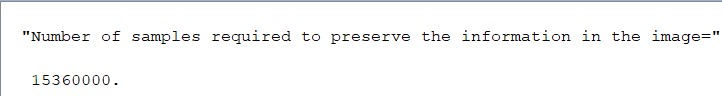 "Number of samples required to preserve the information in the image="
15360000.